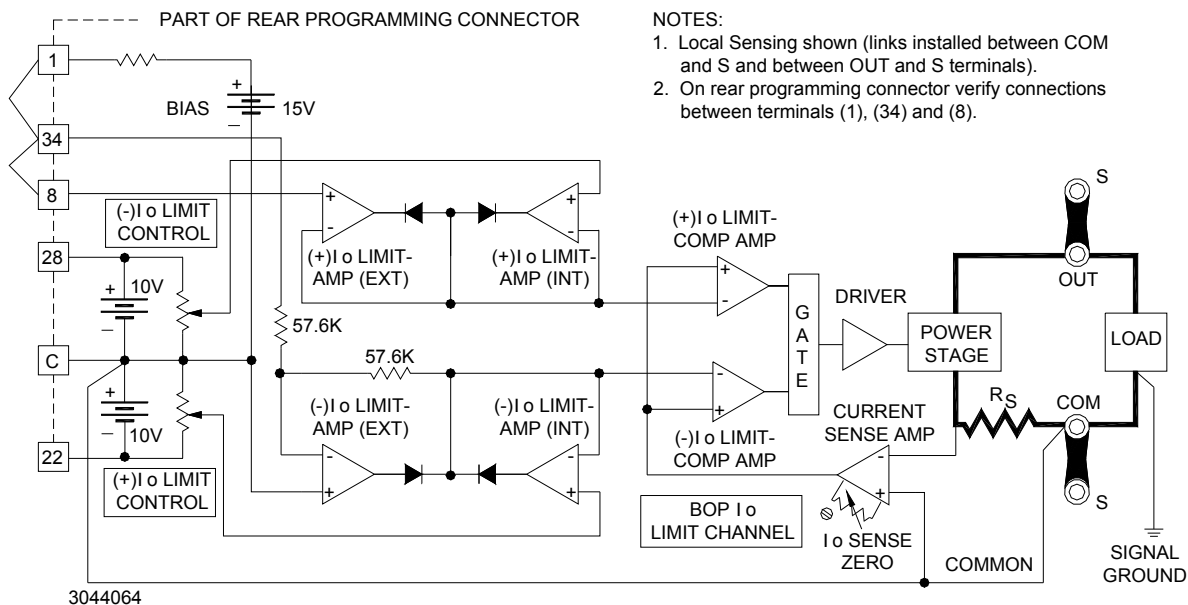 PART OF REAR PROGRAMMING CONNECTOR
NOTES:
1. Local Sensing shown (links installed between COM
and S and between OUT and S terminals).
2. On rear programming connector verify connections
between terminals (1), (34) and (8).
1
+
BIAS
15V
–
34
8
(-)I o LIMIT
CONTROL
28
+
10V
–
C
+
–
10V
22
(+)I o LIMIT
CONTROL
+
-
(+)I o LIMIT-
AMP (EXT)
+
-
(+)I o LIMIT-
AMP (INT)
57.6K
57.6K
(-)I o LIMIT-
AMP (EXT)
-
+
(-)I o LIMIT-
AMP (INT)
-
+
(+)I o LIMIT-
COMP AMP
+
-
-
+
(-)I o LIMIT-
COMP AMP
GATE
DRIVER
POWER
STAGE
S
OUT
LOAD
RS
COM
S
CURRENT
SENSE AMP
-
+
BOP I o
LIMIT CHANNEL
I o SENSE
ZERO
COMMON
SIGNAL
GROUND
3044064